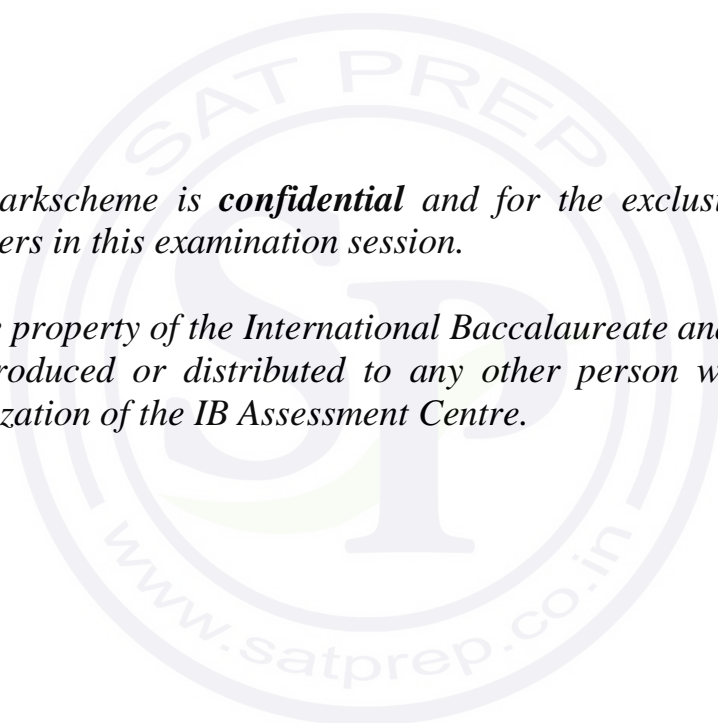 arkscheme is confidential and for the exclusi
ers in this examination session.
property of the International Baccalaureate and
roduced or distributed to any other person w
zation of the IB Assessment Centre.
SAT PREP
SP
www.satprep.co.in